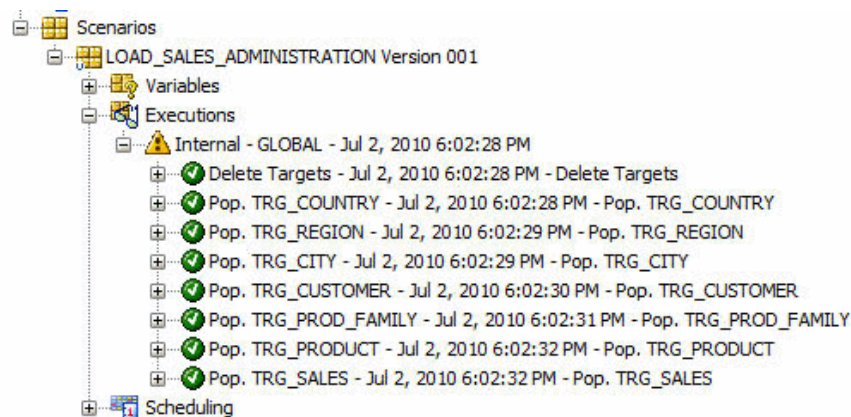 Scenarios
LOAD_SALES_ADMINISTRATION Version 001
Variables
Executions
Internal - GLOBAL - Jul 2, 2010 6:02:28 PM
Delete Targets - Jul 2, 2010 6:02:28 PM - Delete Targets
Pop. TRG_COUNTRY - Jul 2, 2010 6:02:28 PM - Pop. TRG_COUNTRY
Pop. TRG_REGION - Jul 2, 2010 6:02:29 PM - Pop. TRG_REGION
Pop. TRG_CITY - Jul 2, 2010 6:02:29 PM - Pop. TRG_CITY
Pop. TRG_CUSTOMER - Jul 2, 2010 6:02:30 PM - Pop. TRG_CUSTOMER
Pop. TRG_PROD_FAMILY - Jul 2, 2010 6:02:31 PM - Pop. TRG_PROD_FAMILY
Pop. TRG_PRODUCT - Jul 2, 2010 6:02:32 PM - Pop. TRG_PRODUCT
Pop. TRG_SALES - Jul 2, 2010 6:02:32 PM - Pop. TRG_SALES
Scheduling